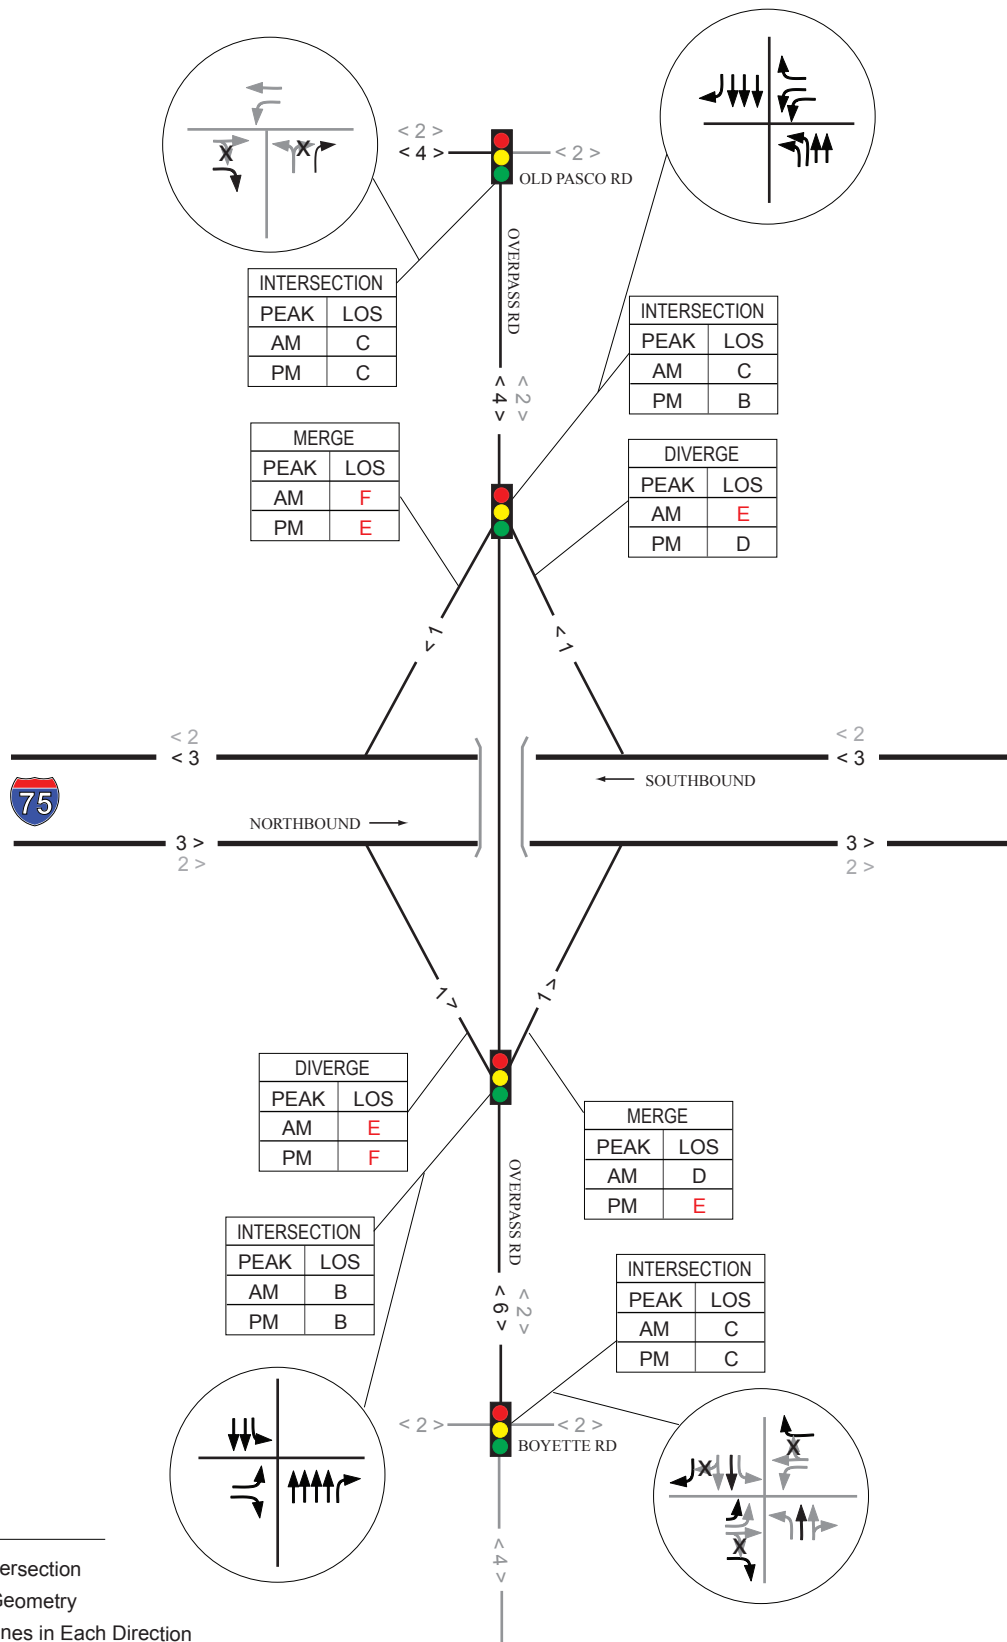 < 2 >
< 4 >
< 2 >
OLD PASCO RD
OVERPASS RD
INTERSECTION
PEAK LOS
AM C
PM C
INTERSECTION
PEAK LOS
AM C
PM B
< 4 >
< 2 >
MERGE
PEAK LOS
AM F
PM E
DIVERGE
PEAK LOS
AM E
PM D
< 1
< 1
< 2
< 3
< 2
< 3
75
SOUTHBOUND
NORTHBOUND
3 >
2 >
3 >
2 >
1 >
1 >
DIVERGE
PEAK LOS
AM E
PM F
MERGE
PEAK LOS
AM D
PM E
OVERPASS RD
INTERSECTION
PEAK LOS
AM B
PM B
INTERSECTION
PEAK LOS
AM C
PM C
< 6 >
< 2 >
< 2 >
< 2 >
BOYETTE RD
< 4 >
ersection
Geometry
nes in Each Direction